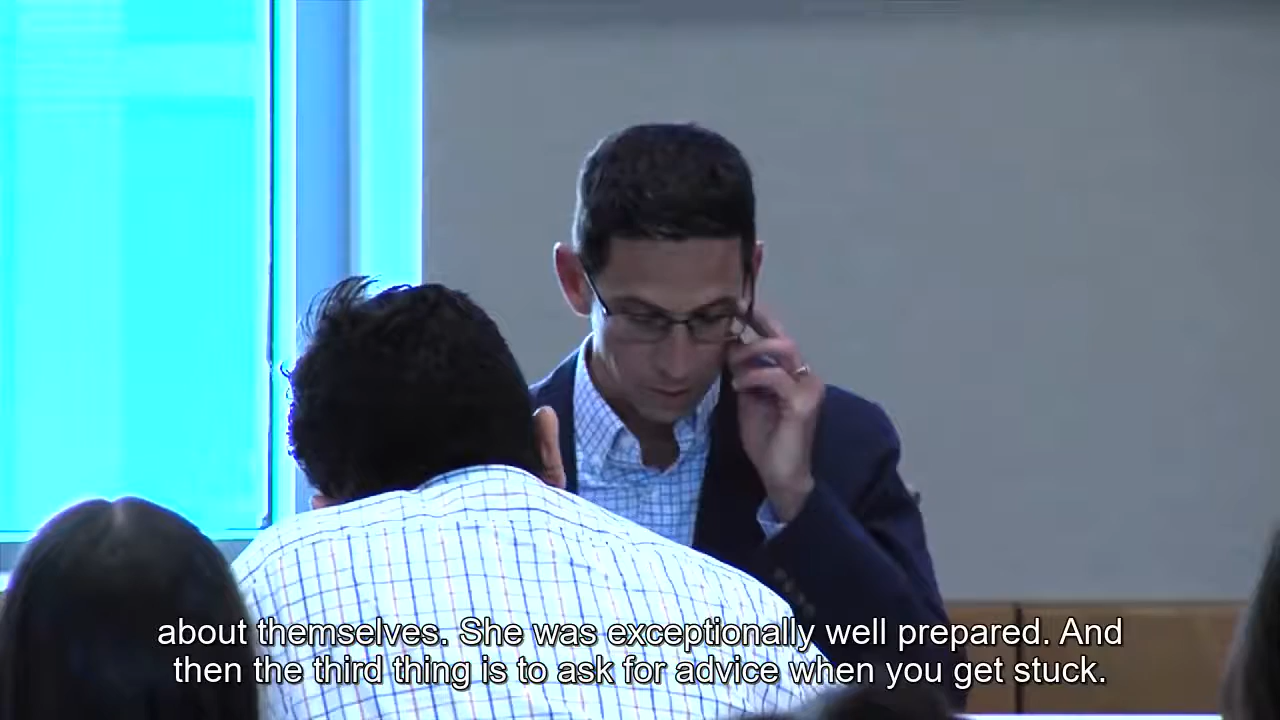 about themselves. She was exceptionally well prepared. And
then the third thing is to ask for advice when you get stuck.